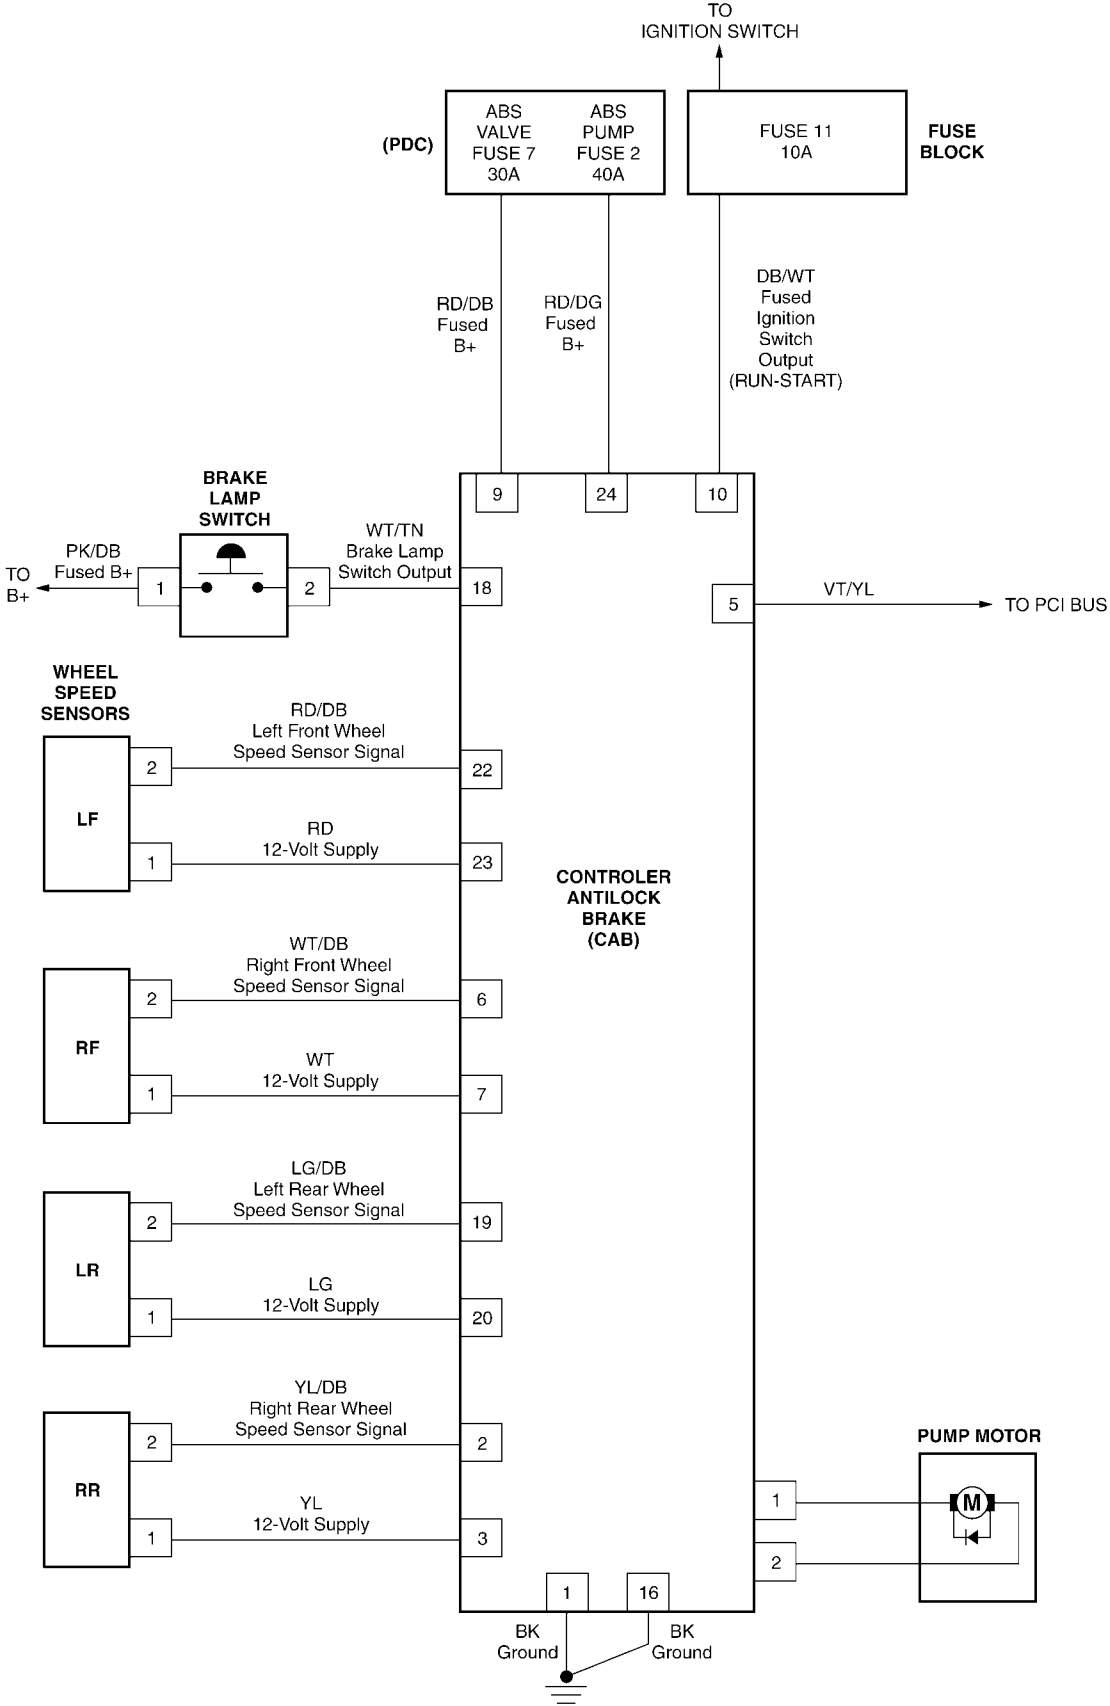 TO
IGNITION SWITCH
(PDC)
ABS
VALVE
FUSE 7
30A
ABS
PUMP
FUSE 2
40A
FUSE 11
10A
FUSE
BLOCK
RD/DB
Fused
B+
RD/DG
Fused
B+
DB/WT
Fused
Ignition
Switch
Output
(RUN-START)
9
24
10
BRAKE
LAMP
SWITCH
TO
B+
PK/DB
Fused B+
1
2
WT/TN
Brake Lamp
Switch Output
18
5
VT/YL
TO PCI BUS
WHEEL
SPEED
SENSORS
LF
2
RD/DB
Left Front Wheel
Speed Sensor Signal
22
1
RD
12-Volt Supply
23
CONTROLER
ANTILOCK
BRAKE
(CAB)
RF
2
WT/DB
Right Front Wheel
Speed Sensor Signal
6
1
WT
12-Volt Supply
7
LR
2
LG/DB
Left Rear Wheel
Speed Sensor Signal
19
1
LG
12-Volt Supply
20
RR
2
YL/DB
Right Rear Wheel
Speed Sensor Signal
2
1
YL
12-Volt Supply
3
PUMP MOTOR
1
M
2
1
16
BK
Ground
BK
Ground